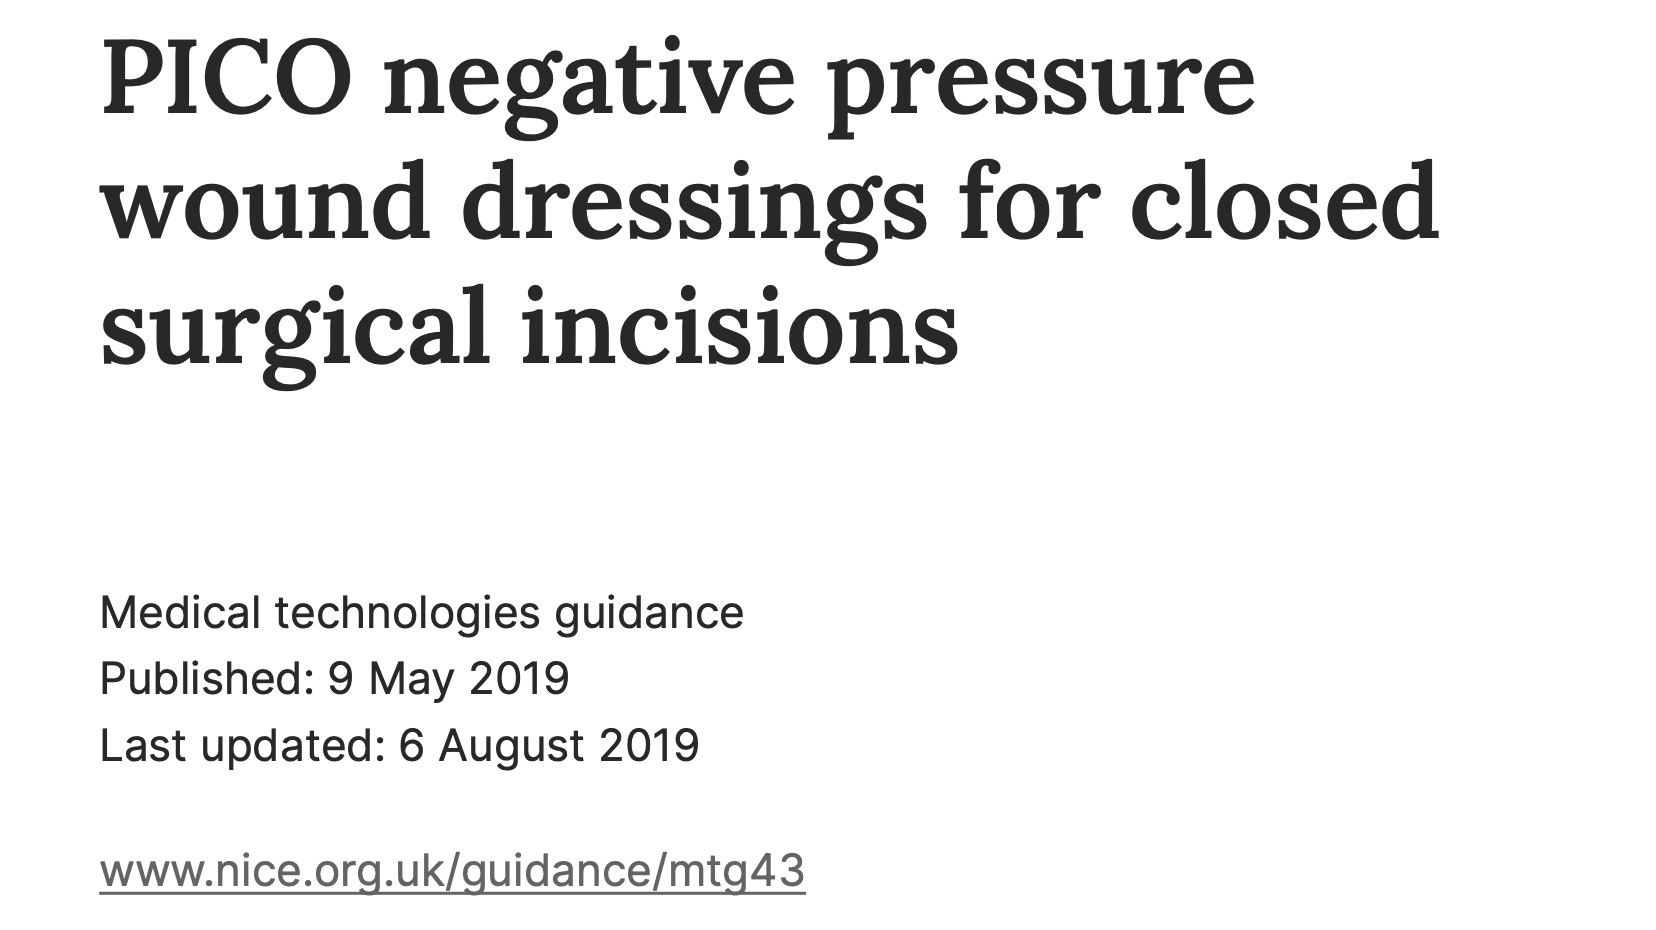 PICO negative pressure
wound dressings for closed
surgical incisions
Medical technologies guidance
Published: 9 May 2019
Last updated: 6 August 2019
www.nice.org.uk/guidance/mtg43